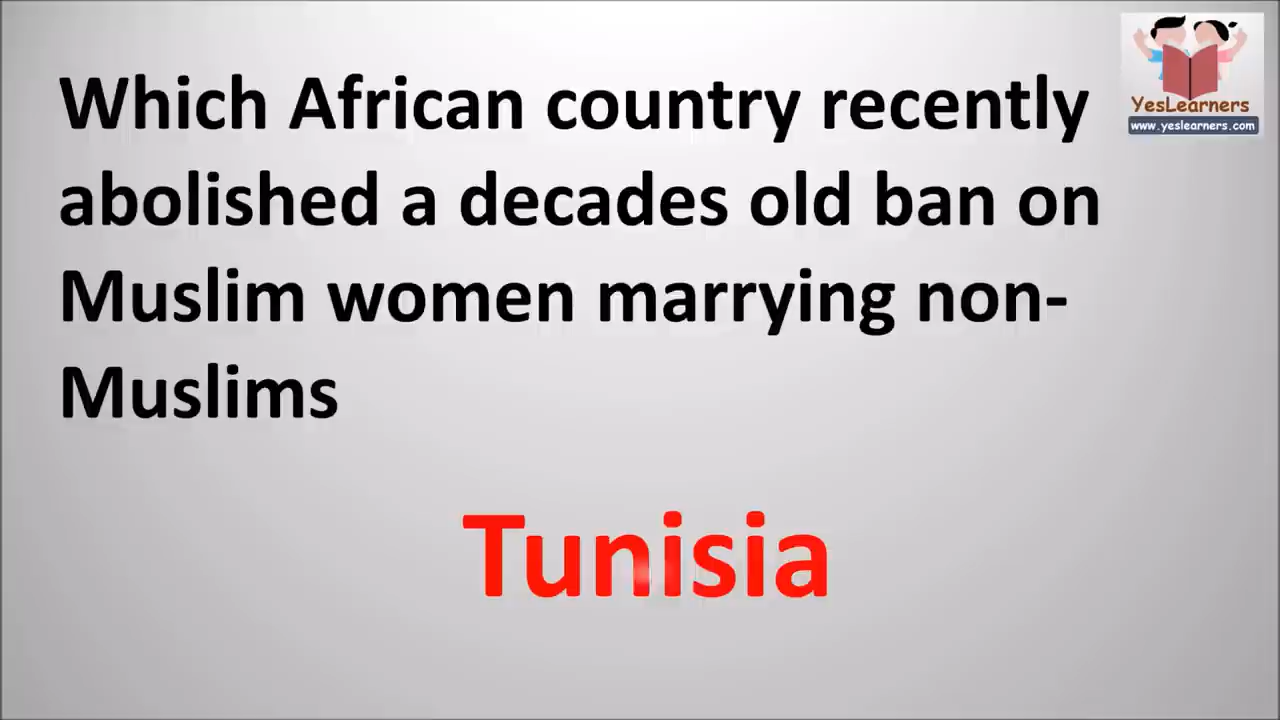 Which African country recently
abolished a decades old ban on
Muslim women marrying non-
Muslims
Tunisia
YesLearners
www.yeslearners.com